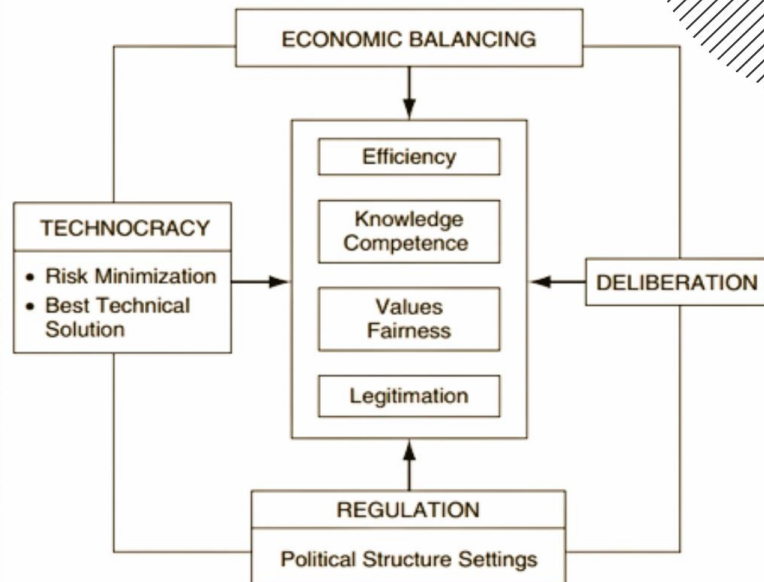 ECONOMIC BALANCING
Efficiency
Knowledge
Competence
TECHNOCRACY
• Risk Minimization
• Best Technical
Solution
DELIBERATION
Values
Fairness
Legitimation
REGULATION
Political Structure Settings